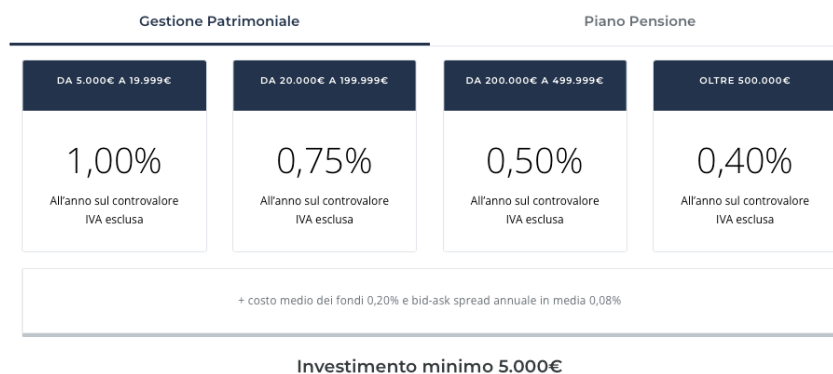 Gestione Patrimoniale
Piano Pensione
DA 5.000€ A 19.999€
1,00%
All'anno sul controvalore
IVA esclusa
DA 20.000€ A 199.999€
0,75%
All'anno sul controvalore
IVA esclusa
DA 200.000€ A 499.999€
0,50%
All'anno sul controvalore
IVA esclusa
OLTRE 500.000€
0,40%
All'anno sul controvalore
IVA esclusa
+ costo medio dei fondi 0,20% e bid-ask spread annuale in media 0,08%
Investimento minimo 5.000€